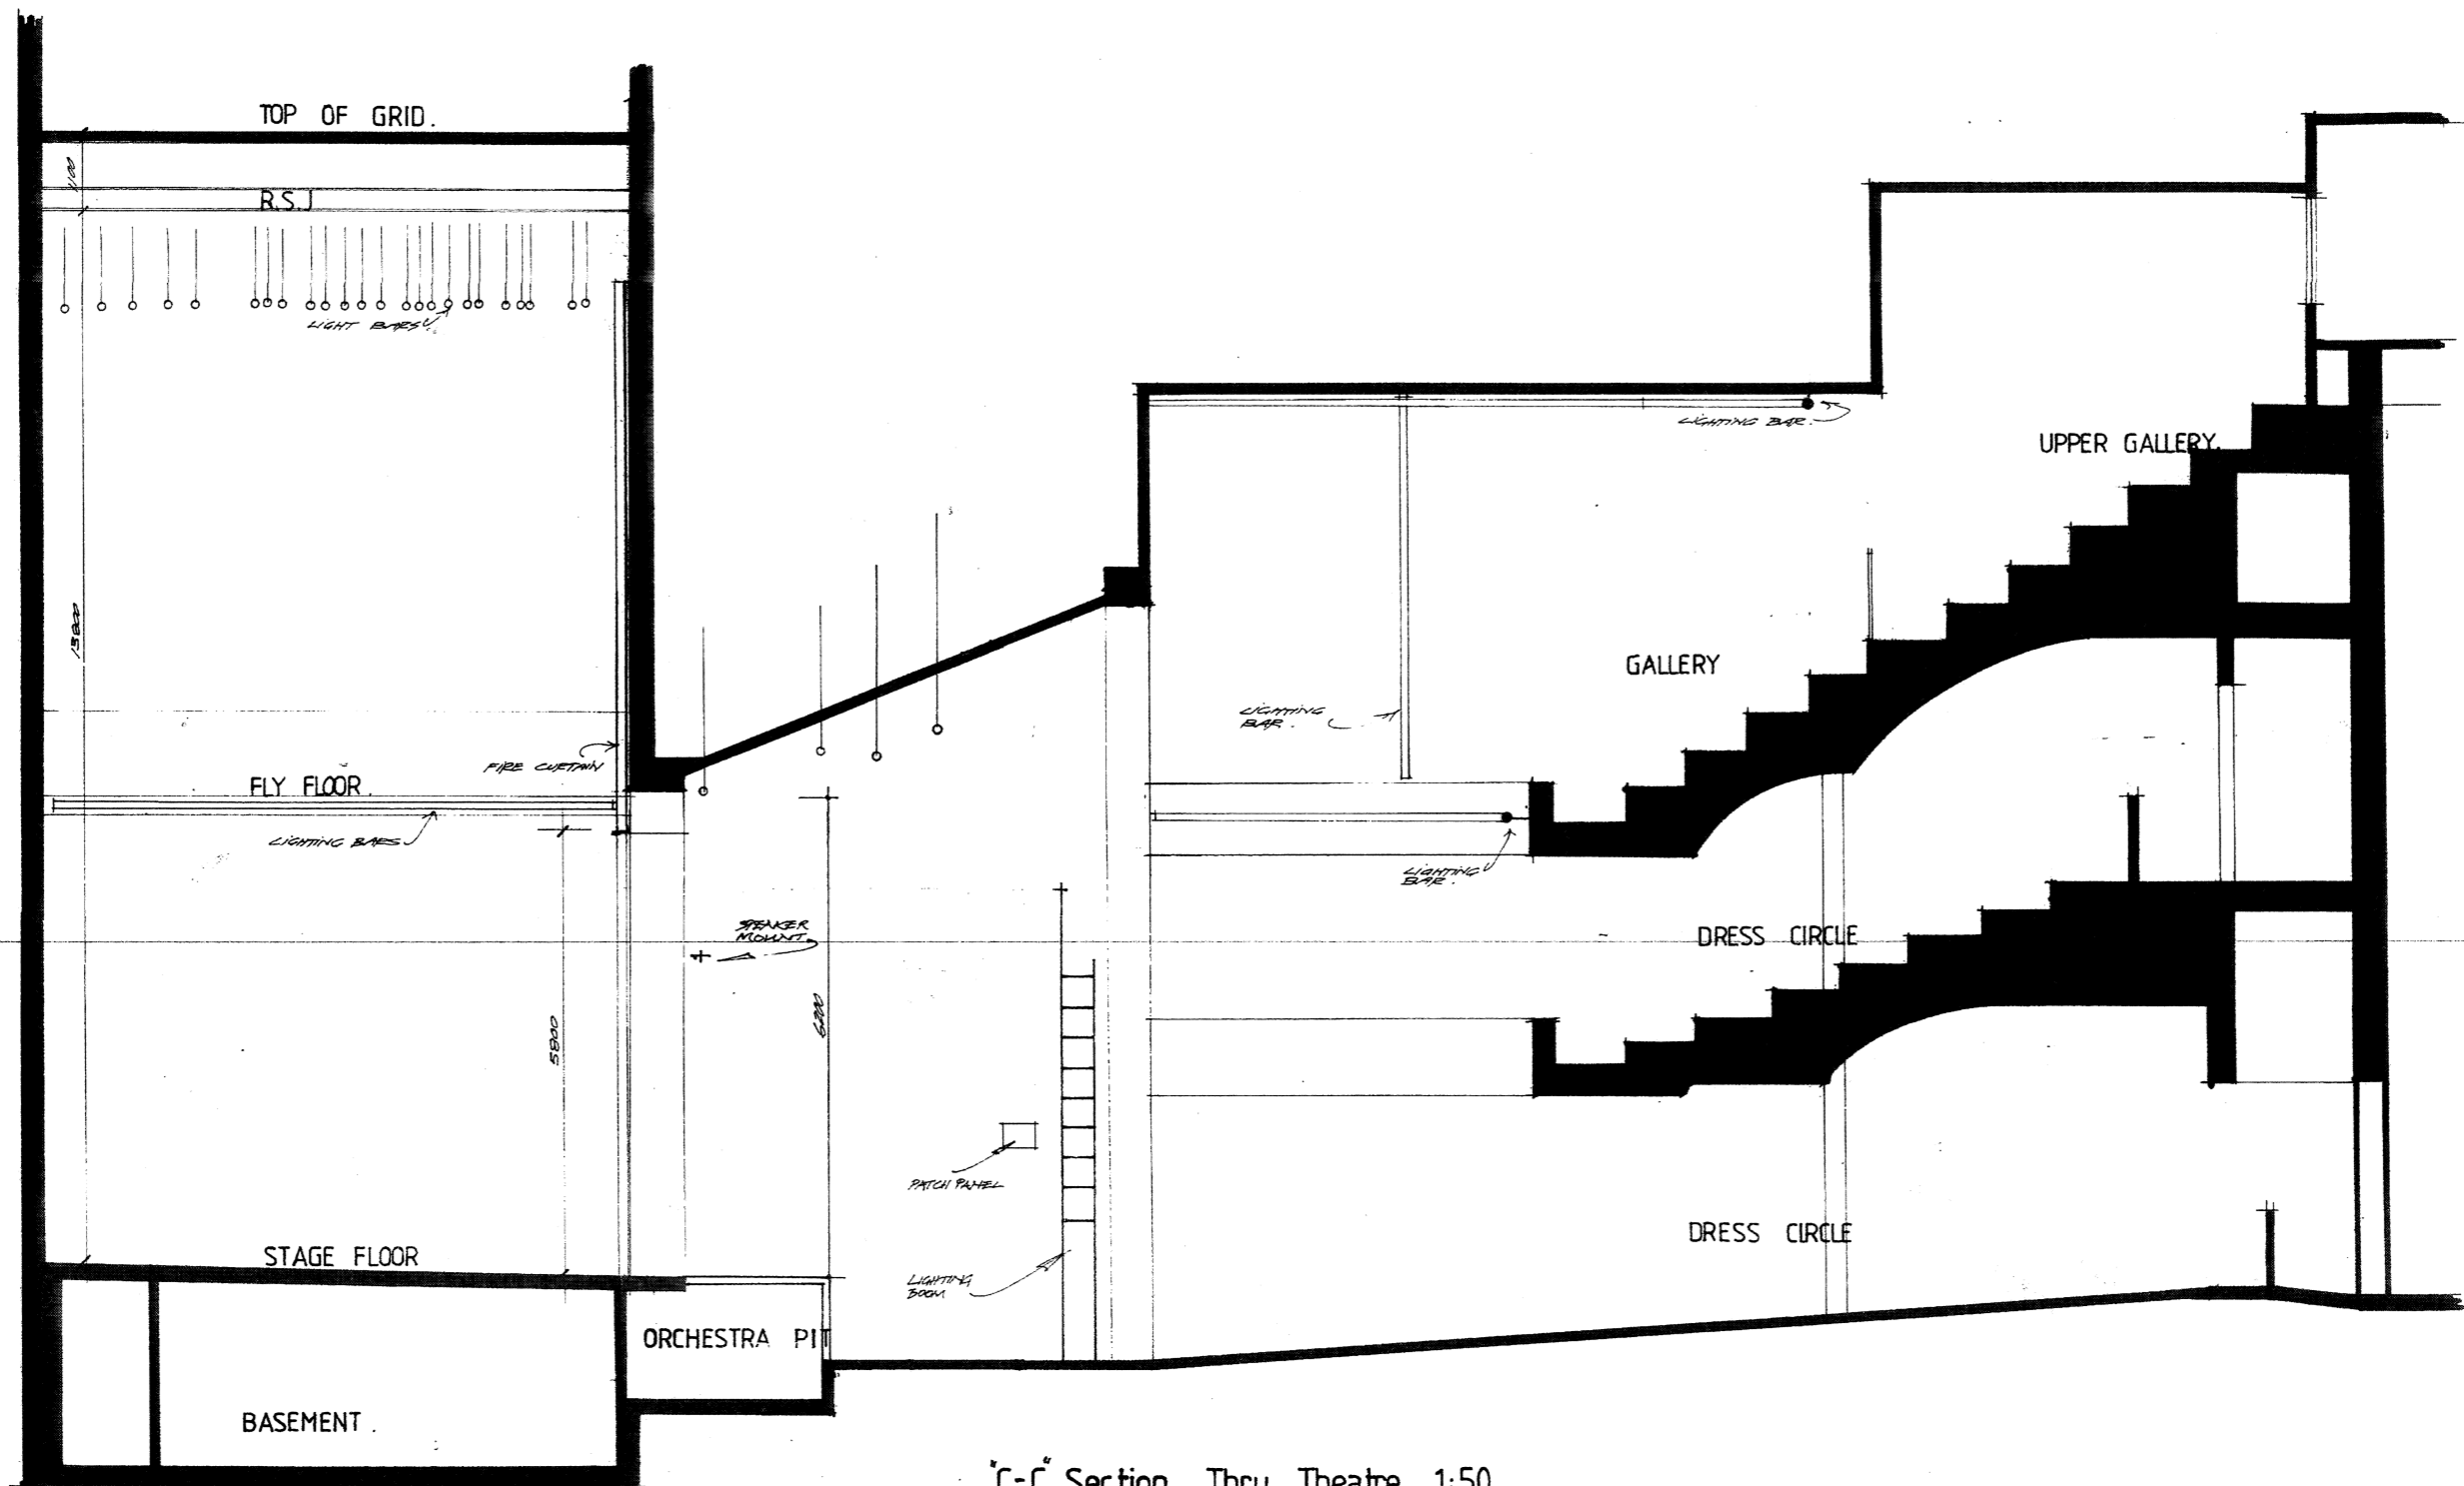 TOP OF GRID.
1100
R.S.J
LIGHT BARS
LIGHTING BAR.
UPPER GALLERY.
13800
GALLERY
LIGHTING
BAR.
FIRE CURTAIN
FLY FLOOR.
LIGHTING BARS
LIGHTING
BAR.
SPEAKER
MOUNT
DRESS CIRCLE
6200
5800
PATCH PANEL
DRESS CIRCLE
STAGE FLOOR
LIGHTING
BOOM
ORCHESTRA PIT
BASEMENT.
"C-C" Section Thru Theatre 1:50